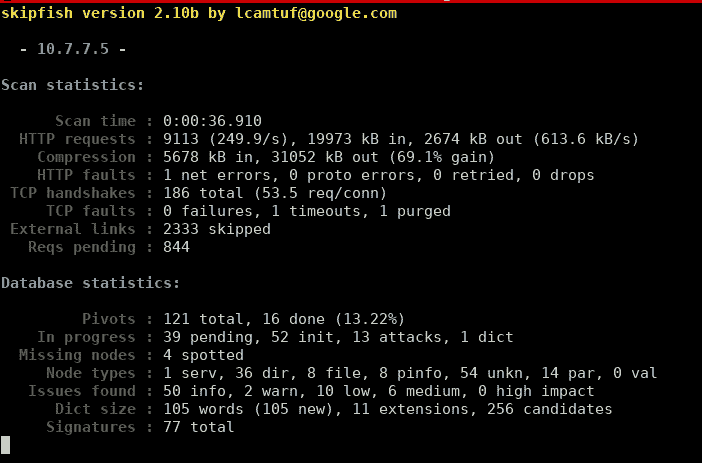 skipfish version 2.10b by lcamtuf@google.com
- 10.7.7.5 -
Scan statistics:
Scan time : 0:00:36.910
HTTP requests : 9113 (249.9/s), 19973 kB in, 2674 kB out (613.6 kB/s)
Compression : 5678 kB in, 31052 kB out (69.1% gain)
HTTP faults : 1 net errors, 0 proto errors, 0 retried, 0 drops
TCP handshakes : 186 total (53.5 req/conn)
TCP faults : 0 failures, 1 timeouts, 1 purged
External links : 2333 skipped
Reqs pending : 844
Database statistics:
Pivots : 121 total, 16 done (13.22%)
In progress : 39 pending, 52 init, 13 attacks, 1 dict
Missing nodes : 4 spotted
Node types : 1 serv, 36 dir, 8 file, 8 pinfo, 54 unkn, 14 par, 0 val
Issues found : 50 info, 2 warn, 10 low, 6 medium, 0 high impact
Dict size : 105 words (105 new), 11 extensions, 256 candidates
Signatures : 77 total